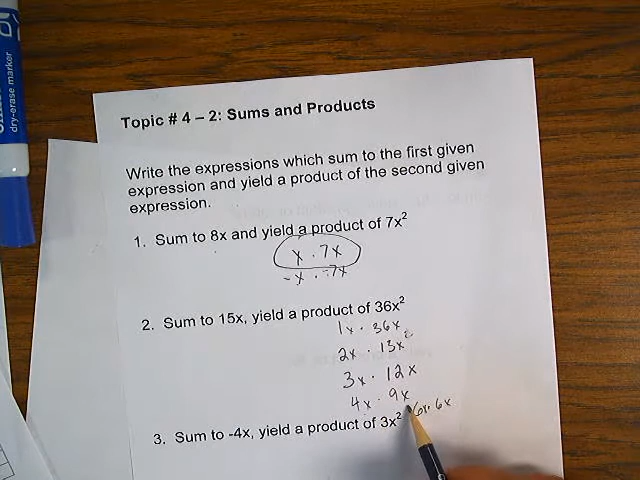 dry-erase marker
Topic # 4 – 2: Sums and Products
Write the expressions which sum to the first given
expression and yield a product of the second given
expression.
1. Sum to 8x and yield a product of 7x²
x · 7x
-x · -7x
2. Sum to 15x, yield a product of 36x²
1x · 36x
2x · 13x
3x · 12x
4x · 9x
6x · 6x
3. Sum to -4x, yield a product of 3x²